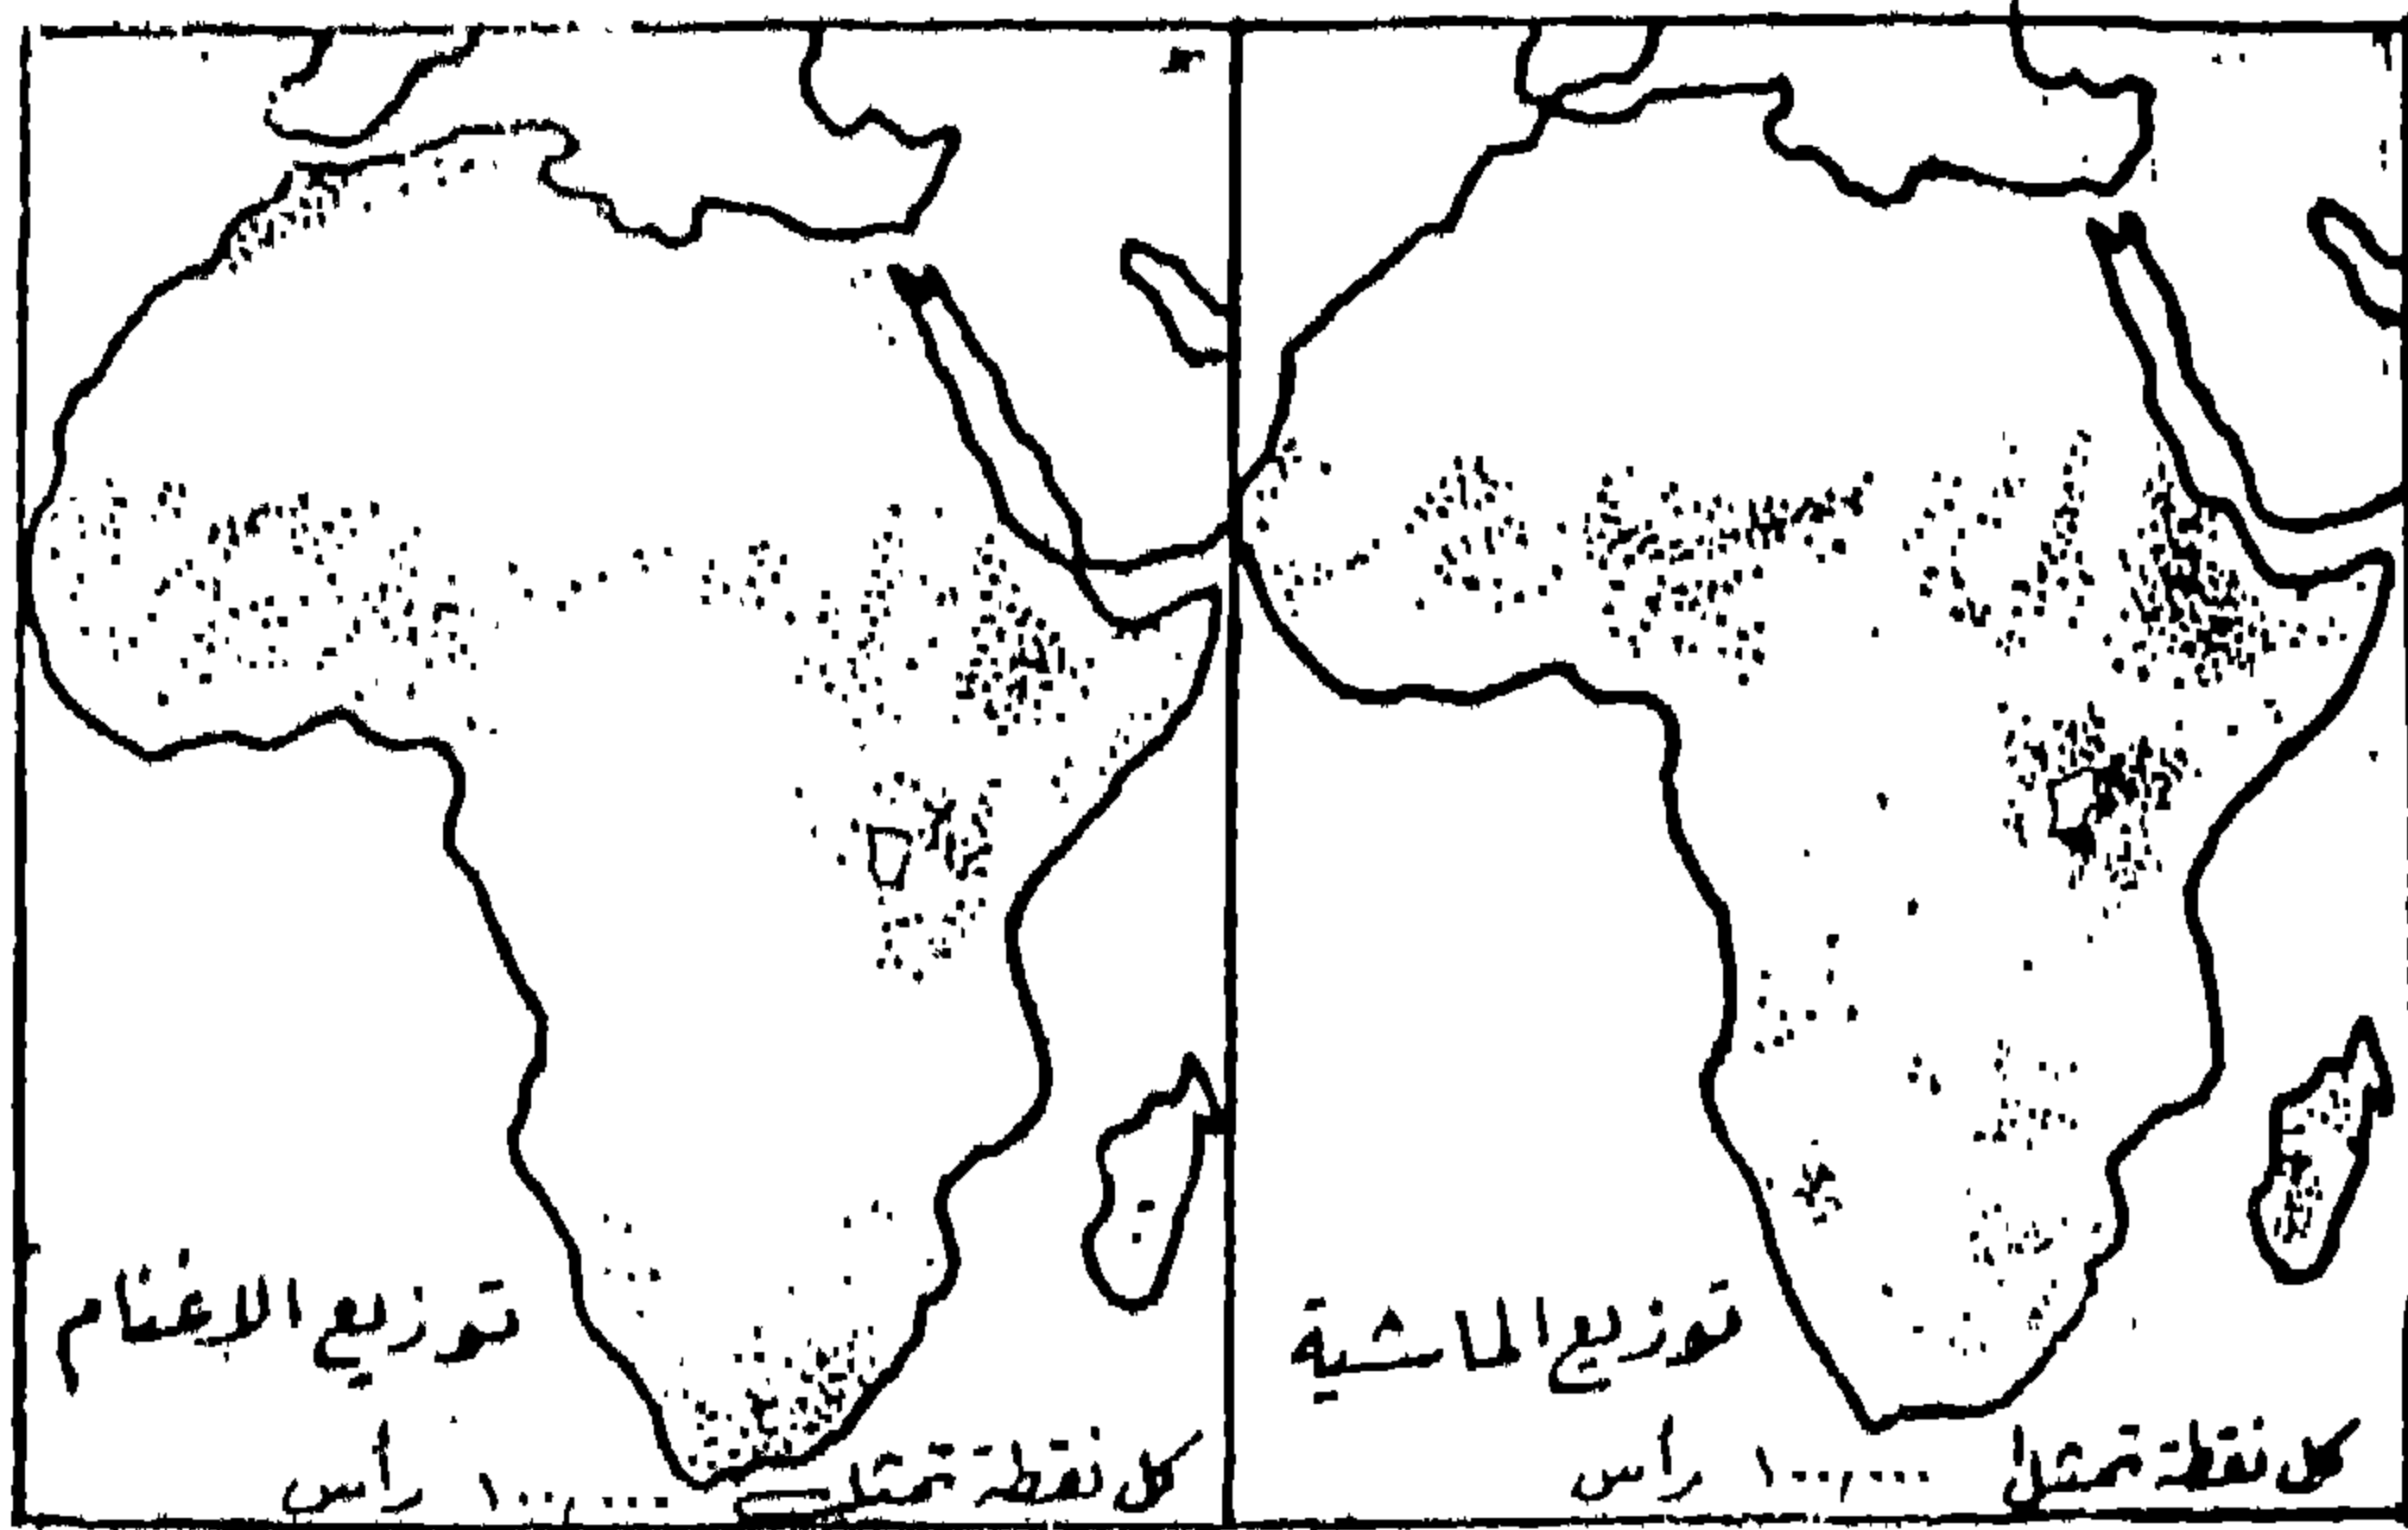 توزيع الماشية
كل نقطة تمثل ١٠٠,٠٠٠ رأس
توزيع الاغنام
كل نقطة تمثل ١٠٠,٠٠٠ رأس